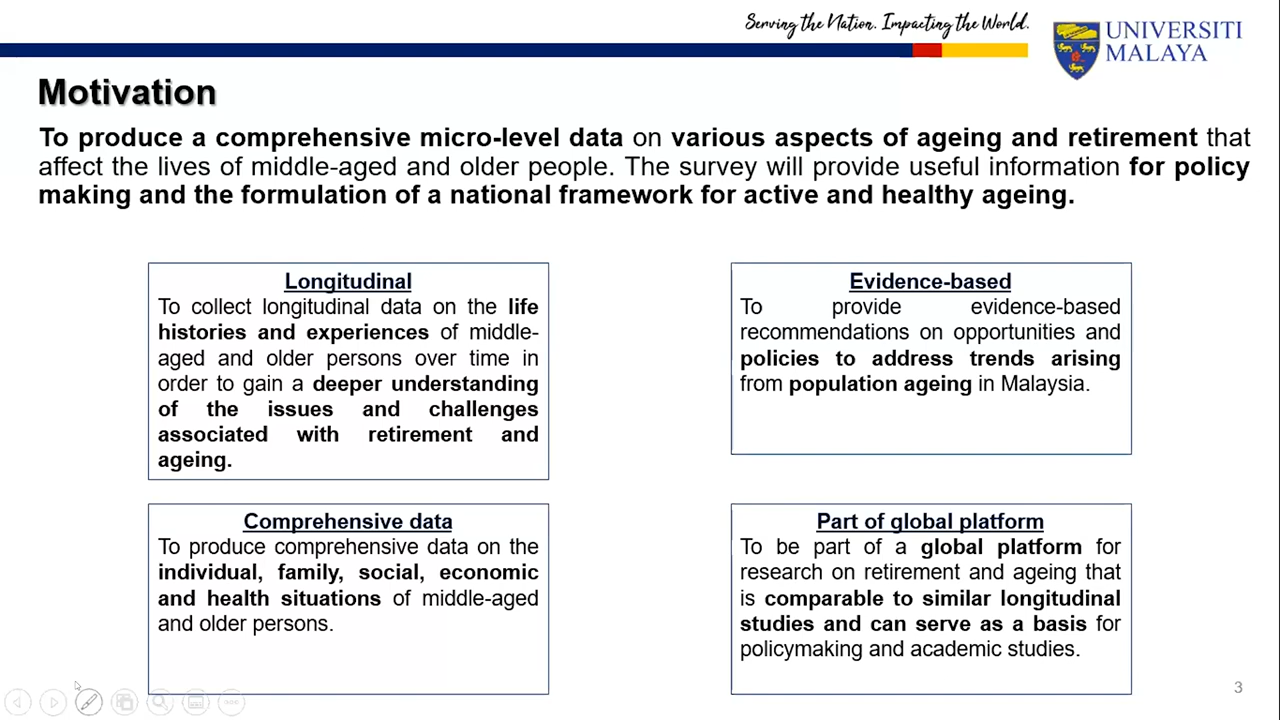 Serving the Nation. Impacting the World.
UNIVERSITI
MALAYA
Motivation
To produce a comprehensive micro-level data on various aspects of ageing and retirement that
affect the lives of middle-aged and older people. The survey will provide useful information for policy
making and the formulation of a national framework for active and healthy ageing.
Longitudinal
To collect longitudinal data on the life
histories and experiences of middle-
aged and older persons over time in
order to gain a deeper understanding
of the issues and challenges
associated with retirement and
ageing.
Evidence-based
To provide evidence-based
recommendations on opportunities and
policies to address trends arising
from population ageing in Malaysia.
Comprehensive data
To produce comprehensive data on the
individual, family, social, economic
and health situations of middle-aged
and older persons.
Part of global platform
To be part of a global platform for
research on retirement and ageing that
is comparable to similar longitudinal
studies and can serve as a basis for
policymaking and academic studies.
3